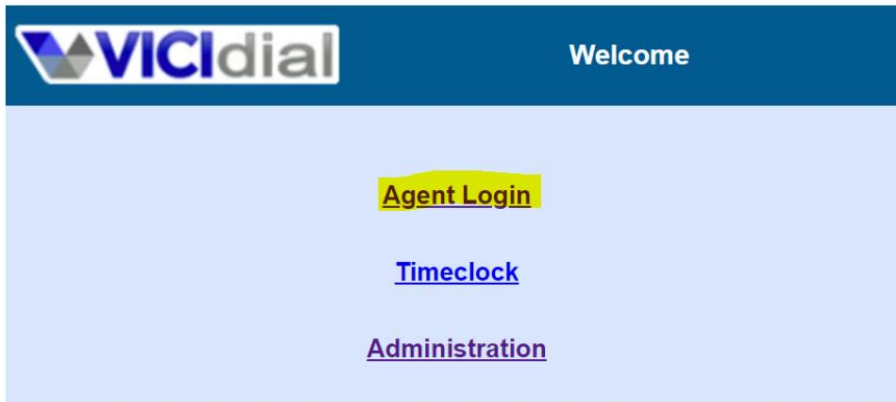 VICIdial
Welcome
Agent Login
Timeclock
Administration